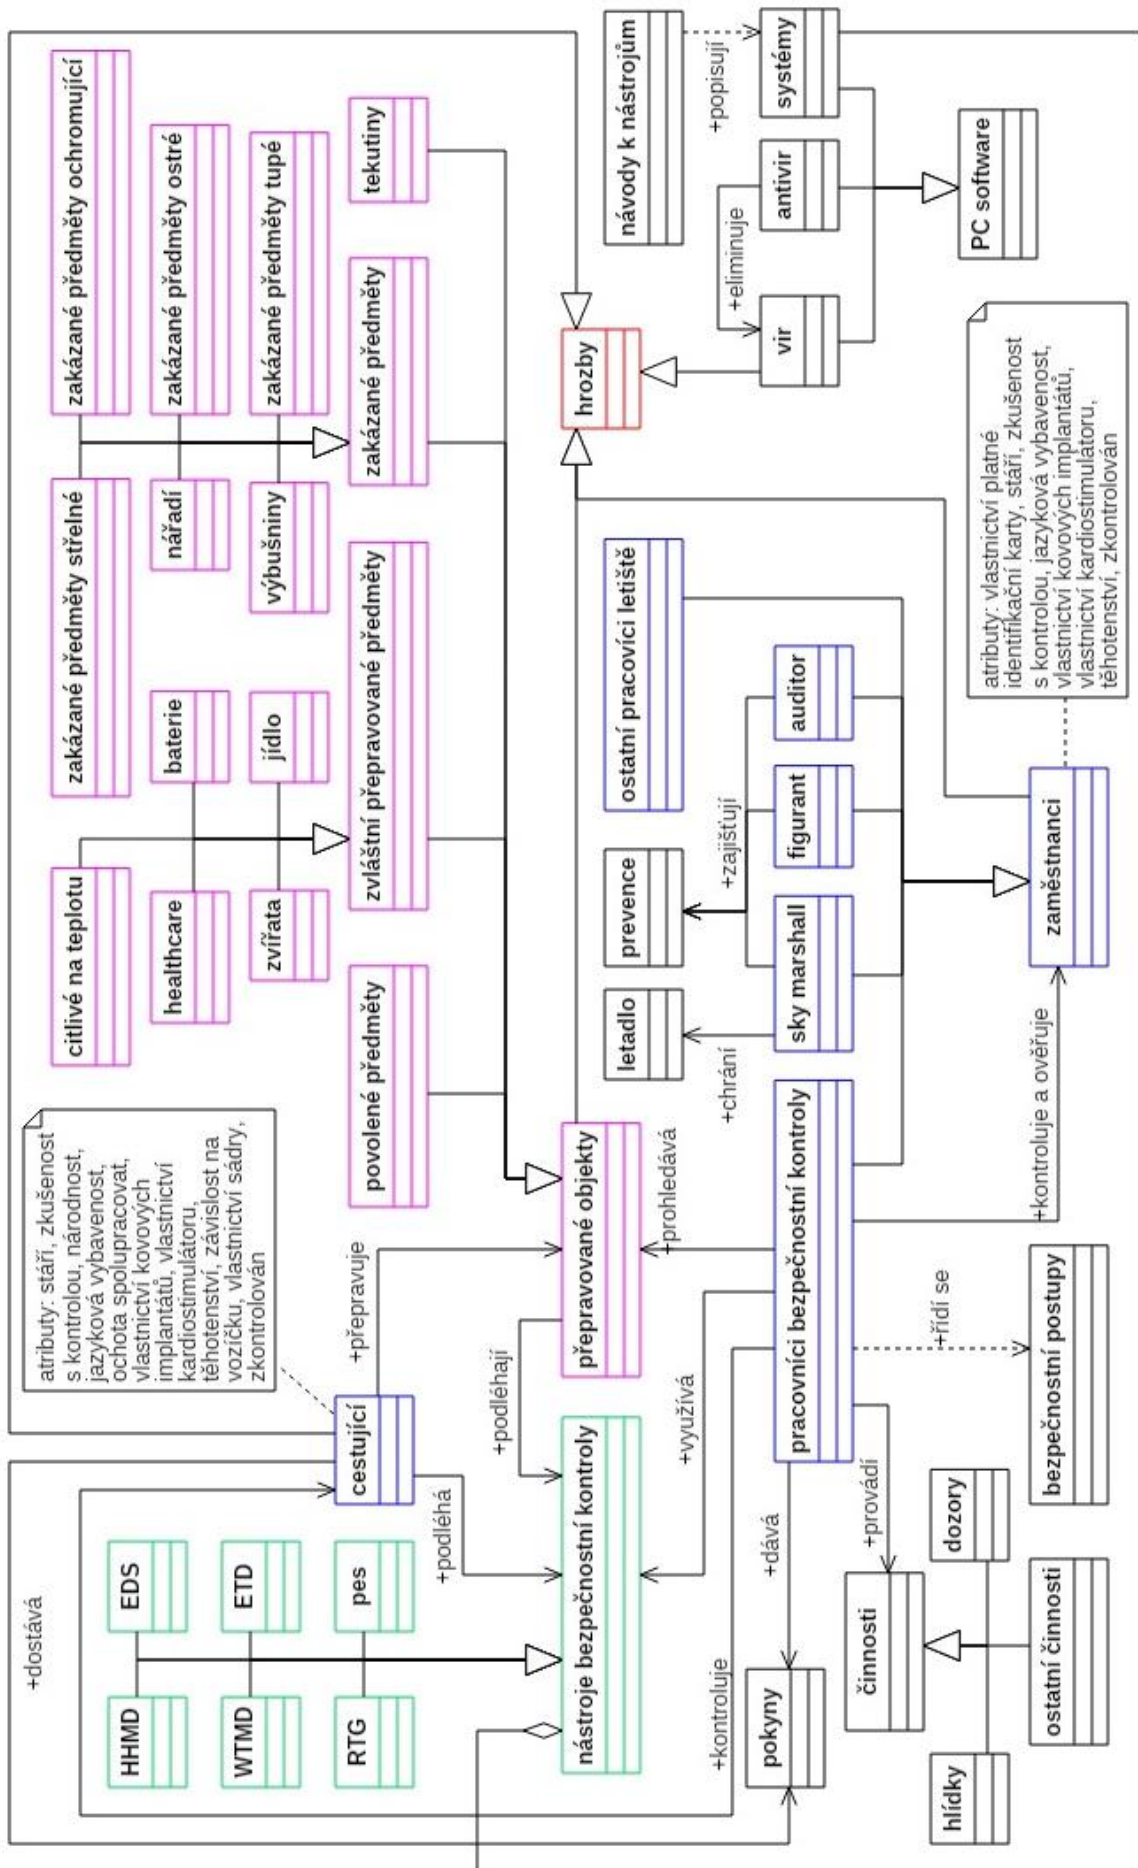 +dostává
atributy: stáří, zkušenost
s kontrolou, národnost,
jazyková vybavenost,
ochota spolupracovat,
vlastnictví kovových
implantátů, vlastnictví
kardiostimulátoru,
těhotenství, závislost na
vozíčku, vlastnictví sádry,
zkontrolován
citlivé na teplotu
zakázané předměty střelné
zakázané předměty ochromující
HHMD
EDS
healthcare
baterie
nářadí
zakázané předměty ostré
WTMD
ETD
zvířata
jídlo
výbušniny
zakázané předměty tupé
RTG
pes
cestující
+přepravuje
povolené předměty
zvláštní přepravované předměty
zakázané předměty
tekutiny
+podléhá
+podléhají
nástroje bezpečnostní kontroly
přepravované objekty
hrozby
+využívá
+prohledává
letadlo
prevence
ostatní pracovíci letiště
návody k nástrojům
+kontroluje
+dává
+chrání
+zajišťují
+eliminuje
+popisují
pokyny
pracovníci bezpečnostní kontroly
sky marshall
figurant
auditor
vir
antivir
systémy
činnosti
+provádí
+řídí se
hlídky
dozory
PC software
ostatní činnosti
bezpečnostní postupy
+kontroluje a ověřuje
zaměstnanci
atributy: vlastnictví platné
identifikační karty, stáří, zkušenost
s kontrolou, jazyková vybavenost,
vlastnictví kovových implantátů,
vlastnictví kardiostimulátoru,
těhotenství, zkontrolován